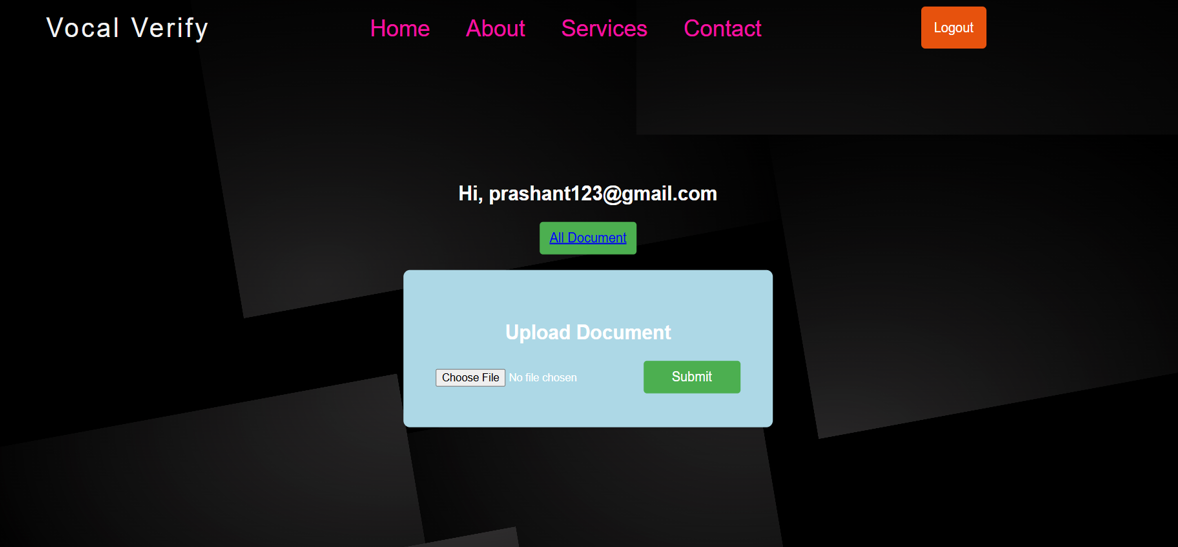 Vocal Verify Home About Services Contact Logout
Hi, prashant123@gmail.com
All Document
Upload Document
Choose File No file chosen Submit